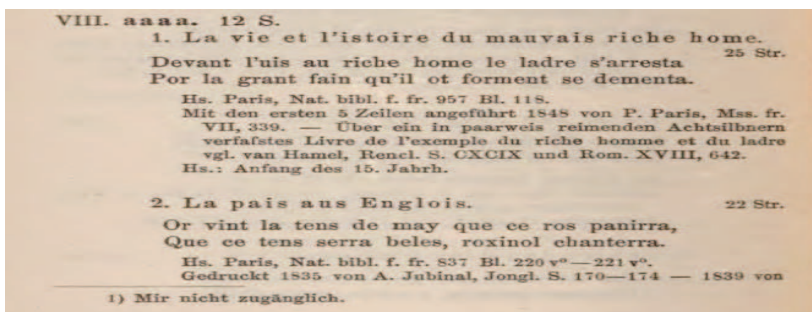 VIII. aaaa. 12 S.
1. La vie et l'istoire du mauvais riche home.
25 Str.
Devant l'uis au riche home le ladre s'arresta
Por la grant fain qu'il ot forment se dementa.
Hs. Paris, Nat. bibl. f. fr. 957 Bl. 118.
Mit den ersten 5 Zeilen angeführt 1848 von P. Paris, Mss. fr.
VII, 339. — Über ein in paarweis reimenden Achtsilbnern
verfaſstes Livre de l'exemple du riche homme et du ladre
vgl. van Hamel, Rencl. S. CXCIX und Rom. XVIII, 642.
Hs.: Anfang des 15. Jahrh.
2. La pais aus Englois. 22 Str.
Or vint la tens de may que ce ros panirra,
Que ce tens serra beles, roxinol chanterra.
Hs. Paris, Nat. bibl. f. fr. 837 Bl. 220 vº — 221 vº.
Gedruckt 1835 von A. Jubinal, Jongl. S. 170—174 — 1839 von
1) Mir nicht zugänglich.